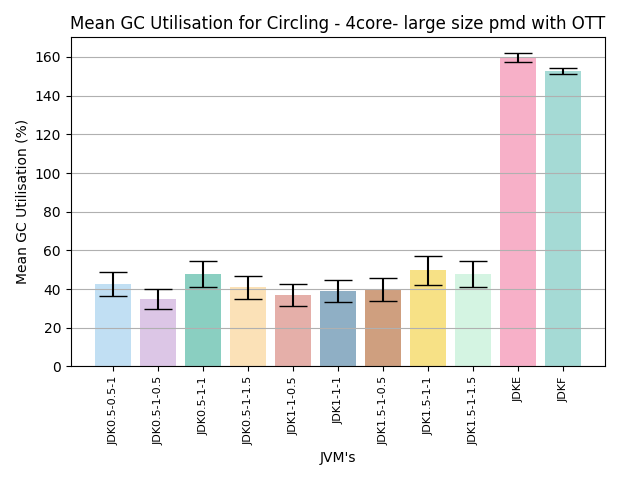 Mean GC Utilisation for Circling - 4core- large size pmd with OTT
Mean GC Utilisation (%)
160
140
120
100
80
60
40
20
0
JDK0.5-0.5-1
JDK0.5-1-0.5
JDK0.5-1-1
JDK0.5-1-1.5
JDK1-1-0.5
JDK1-1-1
JDK1.5-1-0.5
JDK1.5-1-1
JDK1.5-1-1.5
JDKE
JDKF
JVM's